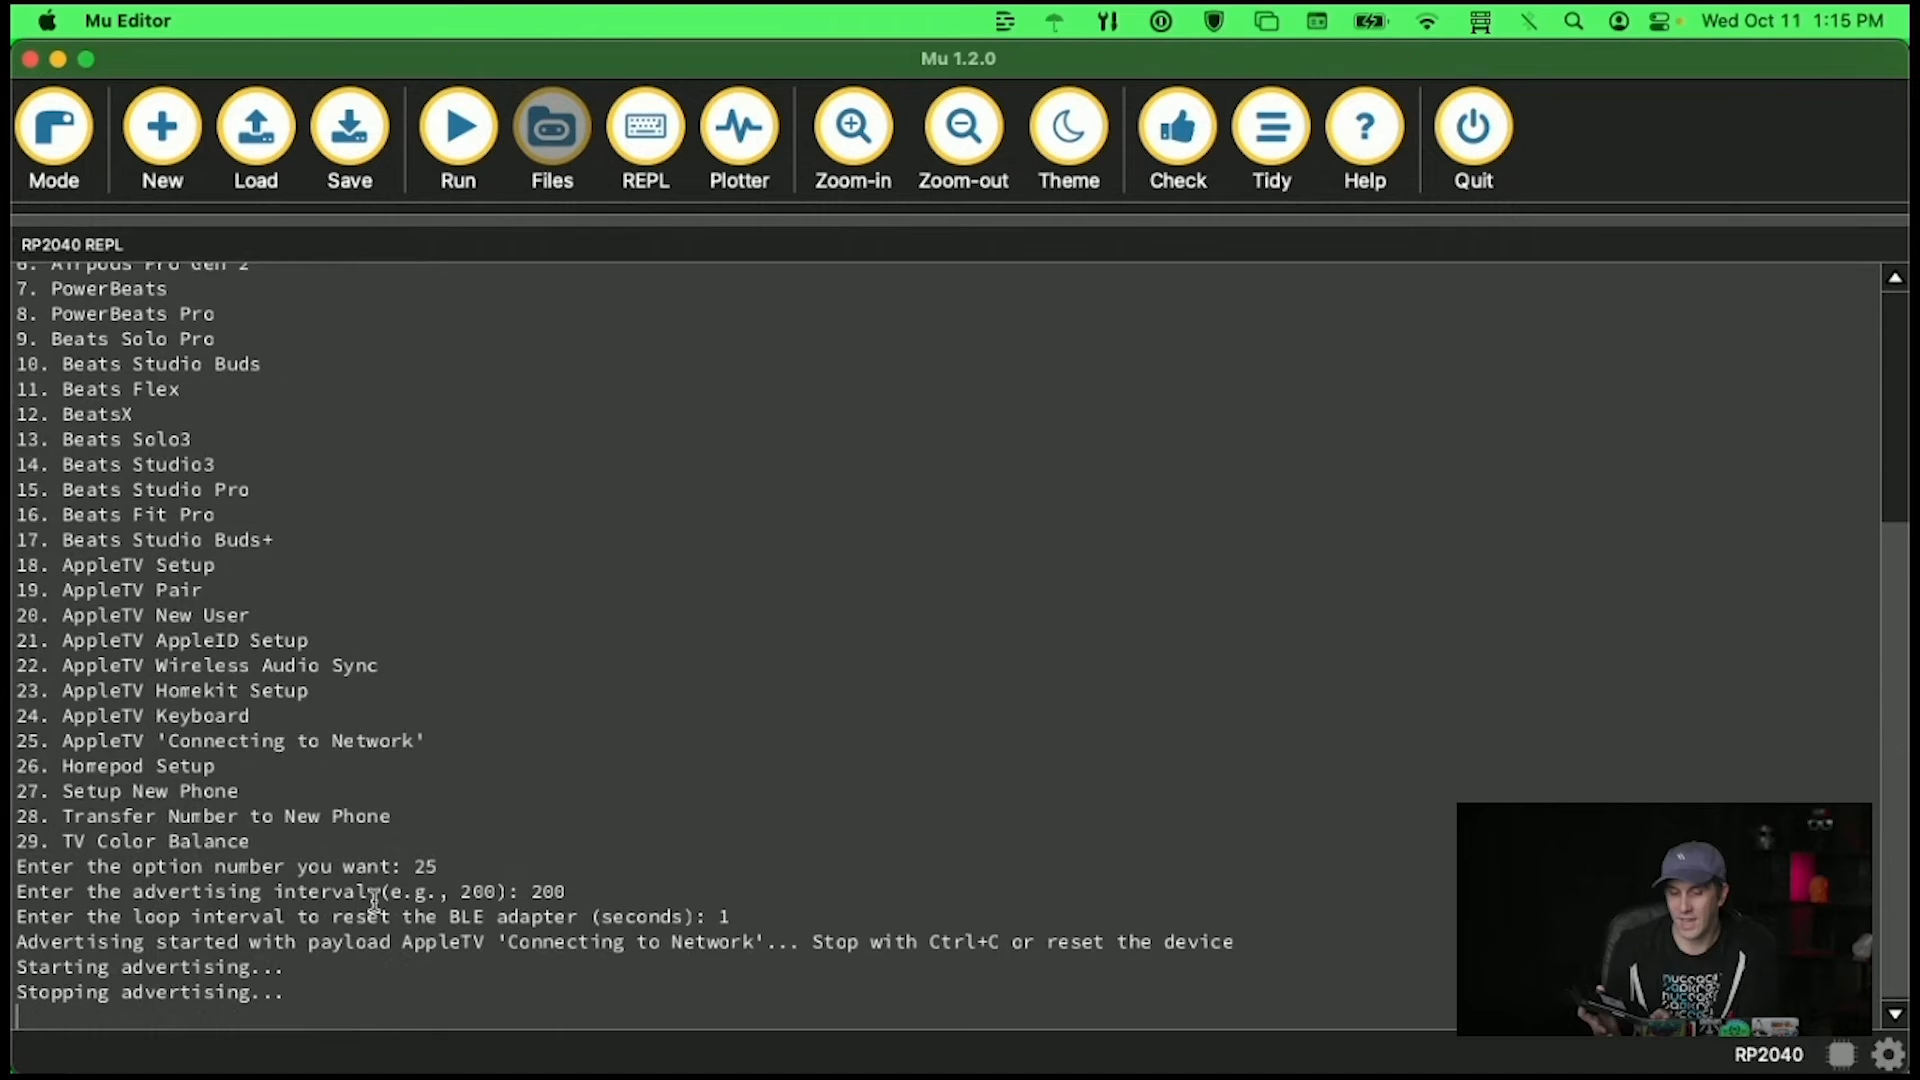 Mu Editor
Wed Oct 11 1:15 PM
Mu 1.2.0
Mode
New
Load
Save
Run
Files
REPL
Plotter
Zoom-in
Zoom-out
Theme
Check
Tidy
Help
Quit
RP2040 REPL
6. Airpods Pro Gen 2
7. PowerBeats
8. PowerBeats Pro
9. Beats Solo Pro
10. Beats Studio Buds
11. Beats Flex
12. BeatsX
13. Beats Solo3
14. Beats Studio3
15. Beats Studio Pro
16. Beats Fit Pro
17. Beats Studio Buds+
18. AppleTV Setup
19. AppleTV Pair
20. AppleTV New User
21. AppleTV AppleID Setup
22. AppleTV Wireless Audio Sync
23. AppleTV Homekit Setup
24. AppleTV Keyboard
25. AppleTV 'Connecting to Network'
26. Homepod Setup
27. Setup New Phone
28. Transfer Number to New Phone
29. TV Color Balance
Enter the option number you want: 25
Enter the advertising interval (e.g., 200): 200
Enter the loop interval to reset the BLE adapter (seconds): 1
Advertising started with payload AppleTV 'Connecting to Network'... Stop with Ctrl+C or reset the device
Starting advertising...
Stopping advertising...
RP2040